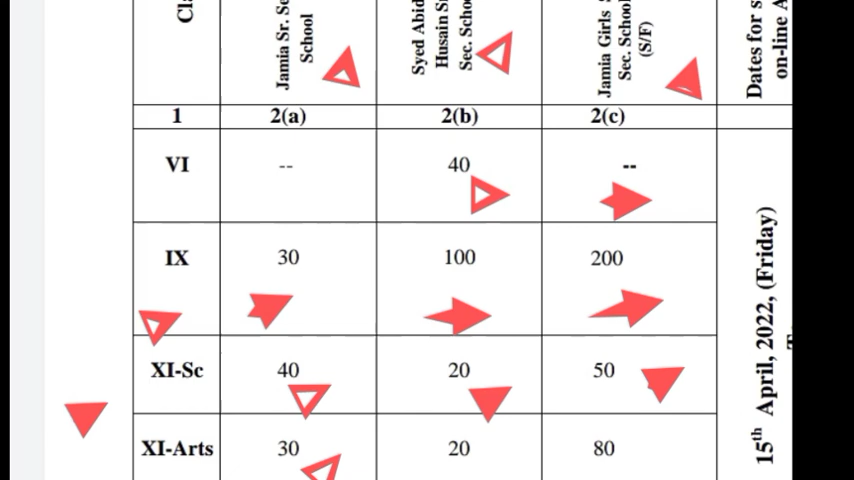 Cl
Jamia Sr.
School
Syed Abid
Husain
Sec.
Jamia Girls
Sec. School
(S/F)
Dates for
on-line
1 2(a) 2(b) 2(c)
VI -- 40 --
IX 30 100 200
XI-Sc 40 20 50
XI-Arts 30 20 80
15th April, 2022, (Friday)